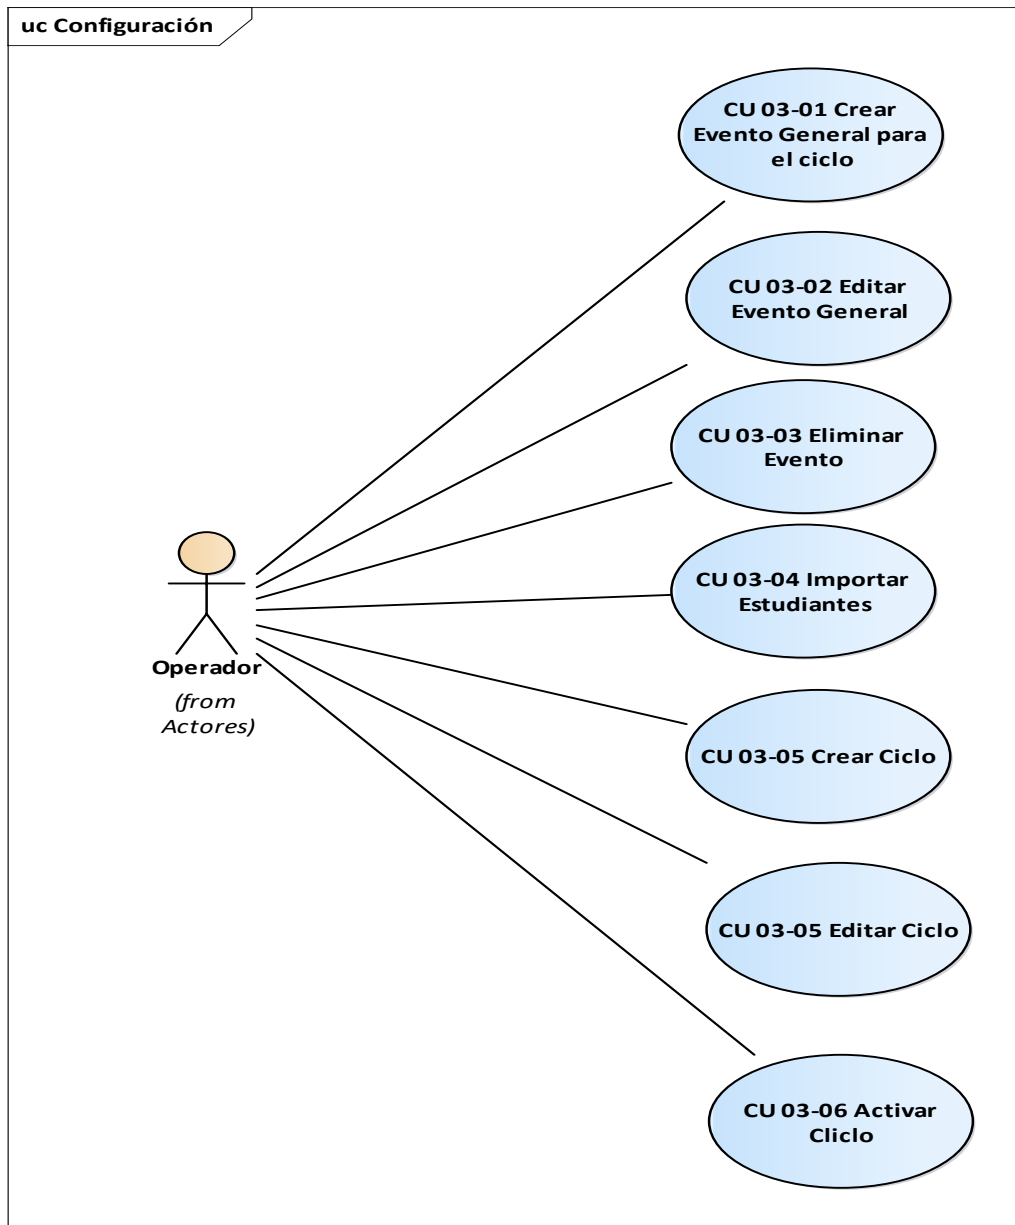 uc Configuración
CU 03-01 Crear
Evento General para
el ciclo
CU 03-02 Editar
Evento General
CU 03-03 Eliminar
Evento
CU 03-04 Importar
Estudiantes
Operador
(from
Actores)
CU 03-05 Crear Ciclo
CU 03-05 Editar Ciclo
CU 03-06 Activar
Cliclo